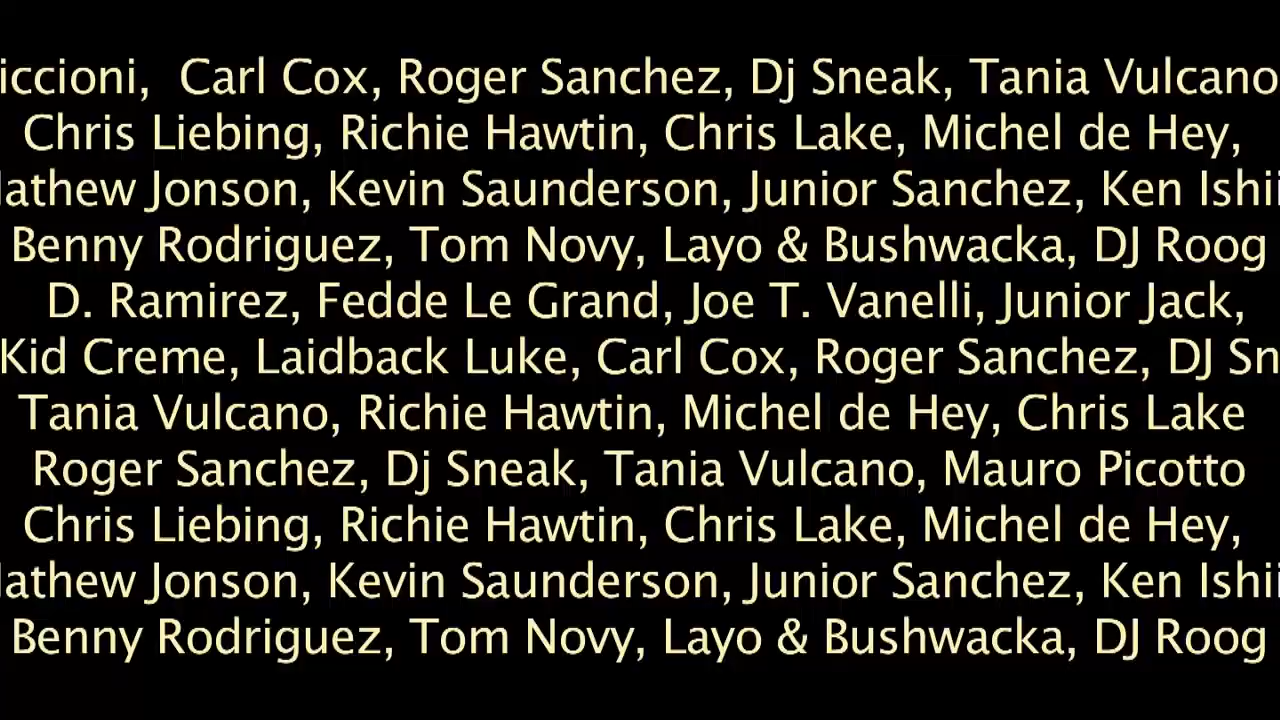 iccioni, Carl Cox, Roger Sanchez, Dj Sneak, Tania Vulcano
Chris Liebing, Richie Hawtin, Chris Lake, Michel de Hey,
athew Jonson, Kevin Saunderson, Junior Sanchez, Ken Ishii
Benny Rodriguez, Tom Novy, Layo & Bushwacka, DJ Roog
D. Ramirez, Fedde Le Grand, Joe T. Vanelli, Junior Jack,
Kid Creme, Laidback Luke, Carl Cox, Roger Sanchez, DJ Sn
Tania Vulcano, Richie Hawtin, Michel de Hey, Chris Lake
Roger Sanchez, Dj Sneak, Tania Vulcano, Mauro Picotto
Chris Liebing, Richie Hawtin, Chris Lake, Michel de Hey,
athew Jonson, Kevin Saunderson, Junior Sanchez, Ken Ishii
Benny Rodriguez, Tom Novy, Layo & Bushwacka, DJ Roog